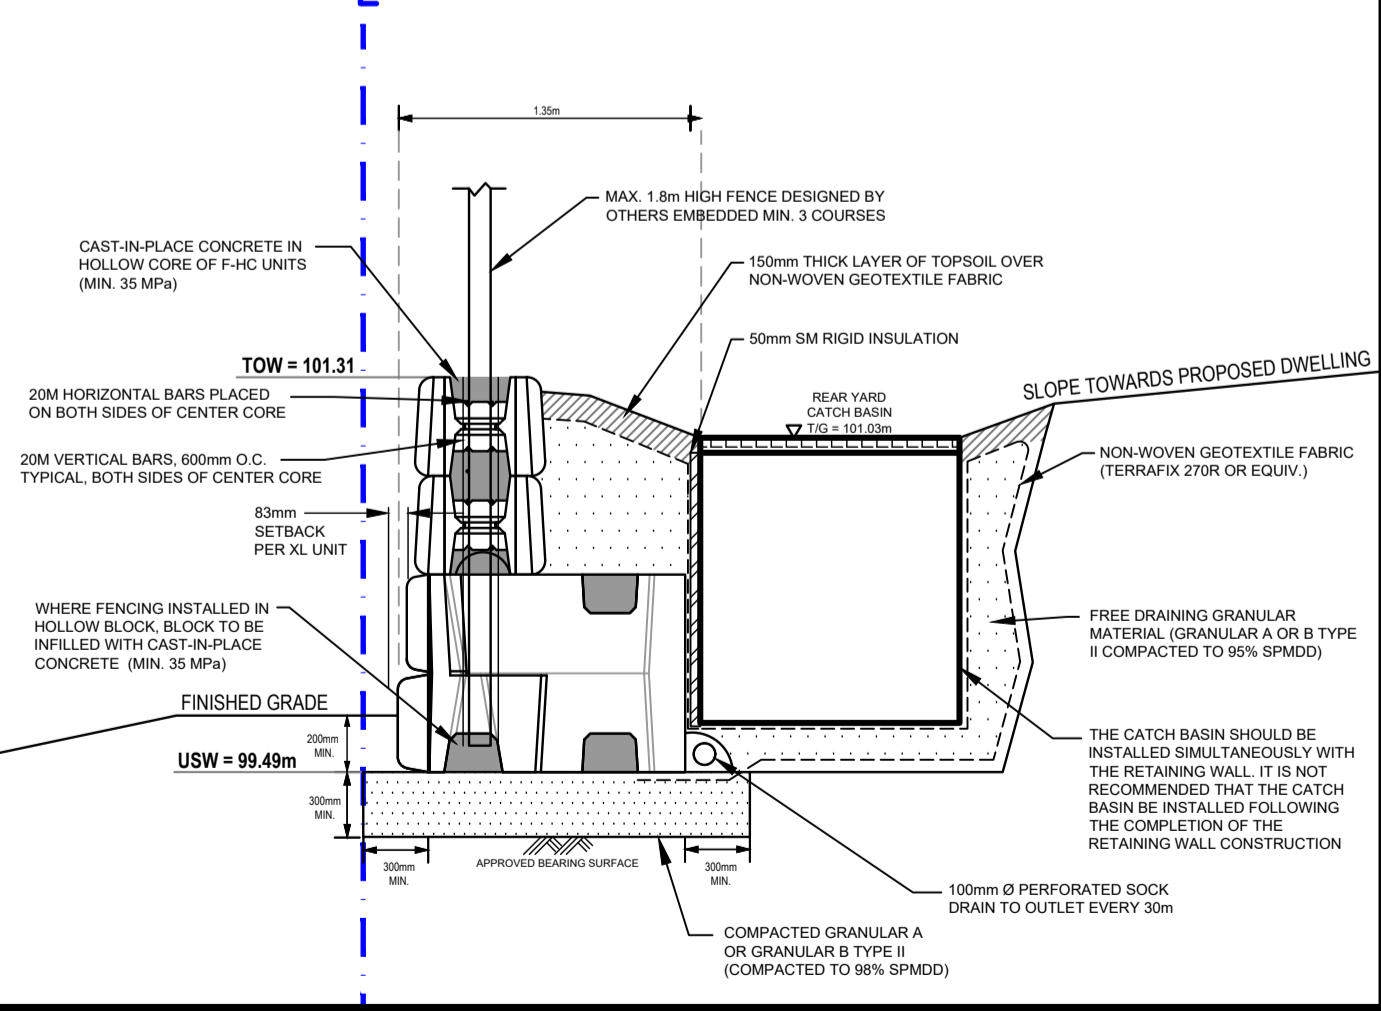 1.35m
MAX. 1.8m HIGH FENCE DESIGNED BY
OTHERS EMBEDDED MIN. 3 COURSES
CAST-IN-PLACE CONCRETE IN
HOLLOW CORE OF F-HC UNITS
(MIN. 35 MPa)
150mm THICK LAYER OF TOPSOIL OVER
NON-WOVEN GEOTEXTILE FABRIC
50mm SM RIGID INSULATION
TOW = 101.31
SLOPE TOWARDS PROPOSED DWELLING
20M HORIZONTAL BARS PLACED
ON BOTH SIDES OF CENTER CORE
REAR YARD
CATCH BASIN
T/G = 101.03m
20M VERTICAL BARS, 600mm O.C.
TYPICAL, BOTH SIDES OF CENTER CORE
NON-WOVEN GEOTEXTILE FABRIC
(TERRAFIX 270R OR EQUIV.)
83mm
SETBACK
PER XL UNIT
WHERE FENCING INSTALLED IN
HOLLOW BLOCK, BLOCK TO BE
INFILLED WITH CAST-IN-PLACE
CONCRETE (MIN. 35 MPa)
FREE DRAINING GRANULAR
MATERIAL (GRANULAR A OR B TYPE
II COMPACTED TO 95% SPMDD)
FINISHED GRADE
200mm
MIN.
USW = 99.49m
THE CATCH BASIN SHOULD BE
INSTALLED SIMULTANEOUSLY WITH
THE RETAINING WALL. IT IS NOT
RECOMMENDED THAT THE CATCH
BASIN BE INSTALLED FOLLOWING
THE COMPLETION OF THE
RETAINING WALL CONSTRUCTION
300mm
MIN.
300mm
MIN.
APPROVED BEARING SURFACE
300mm
MIN.
100mm Ø PERFORATED SOCK
DRAIN TO OUTLET EVERY 30m
COMPACTED GRANULAR A
OR GRANULAR B TYPE II
(COMPACTED TO 98% SPMDD)